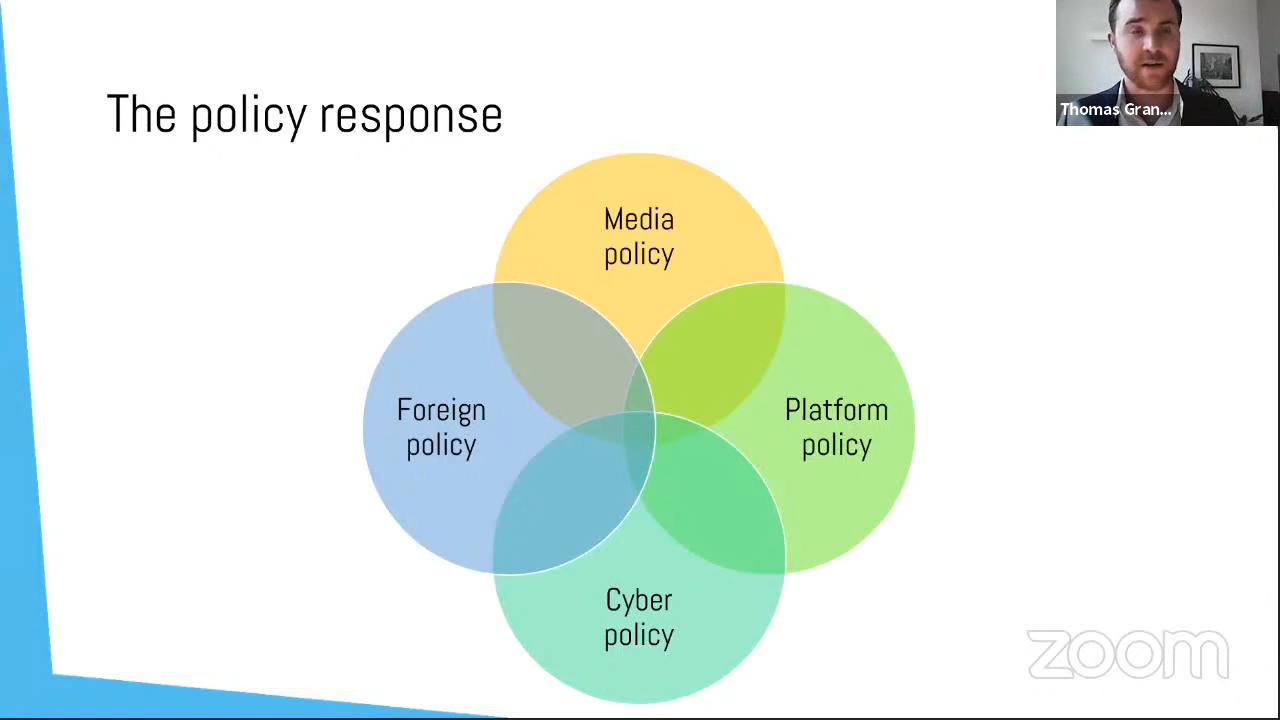 Thomas Gran...
The policy response
Media
policy
Foreign
policy
Platform
policy
Cyber
policy
zoom